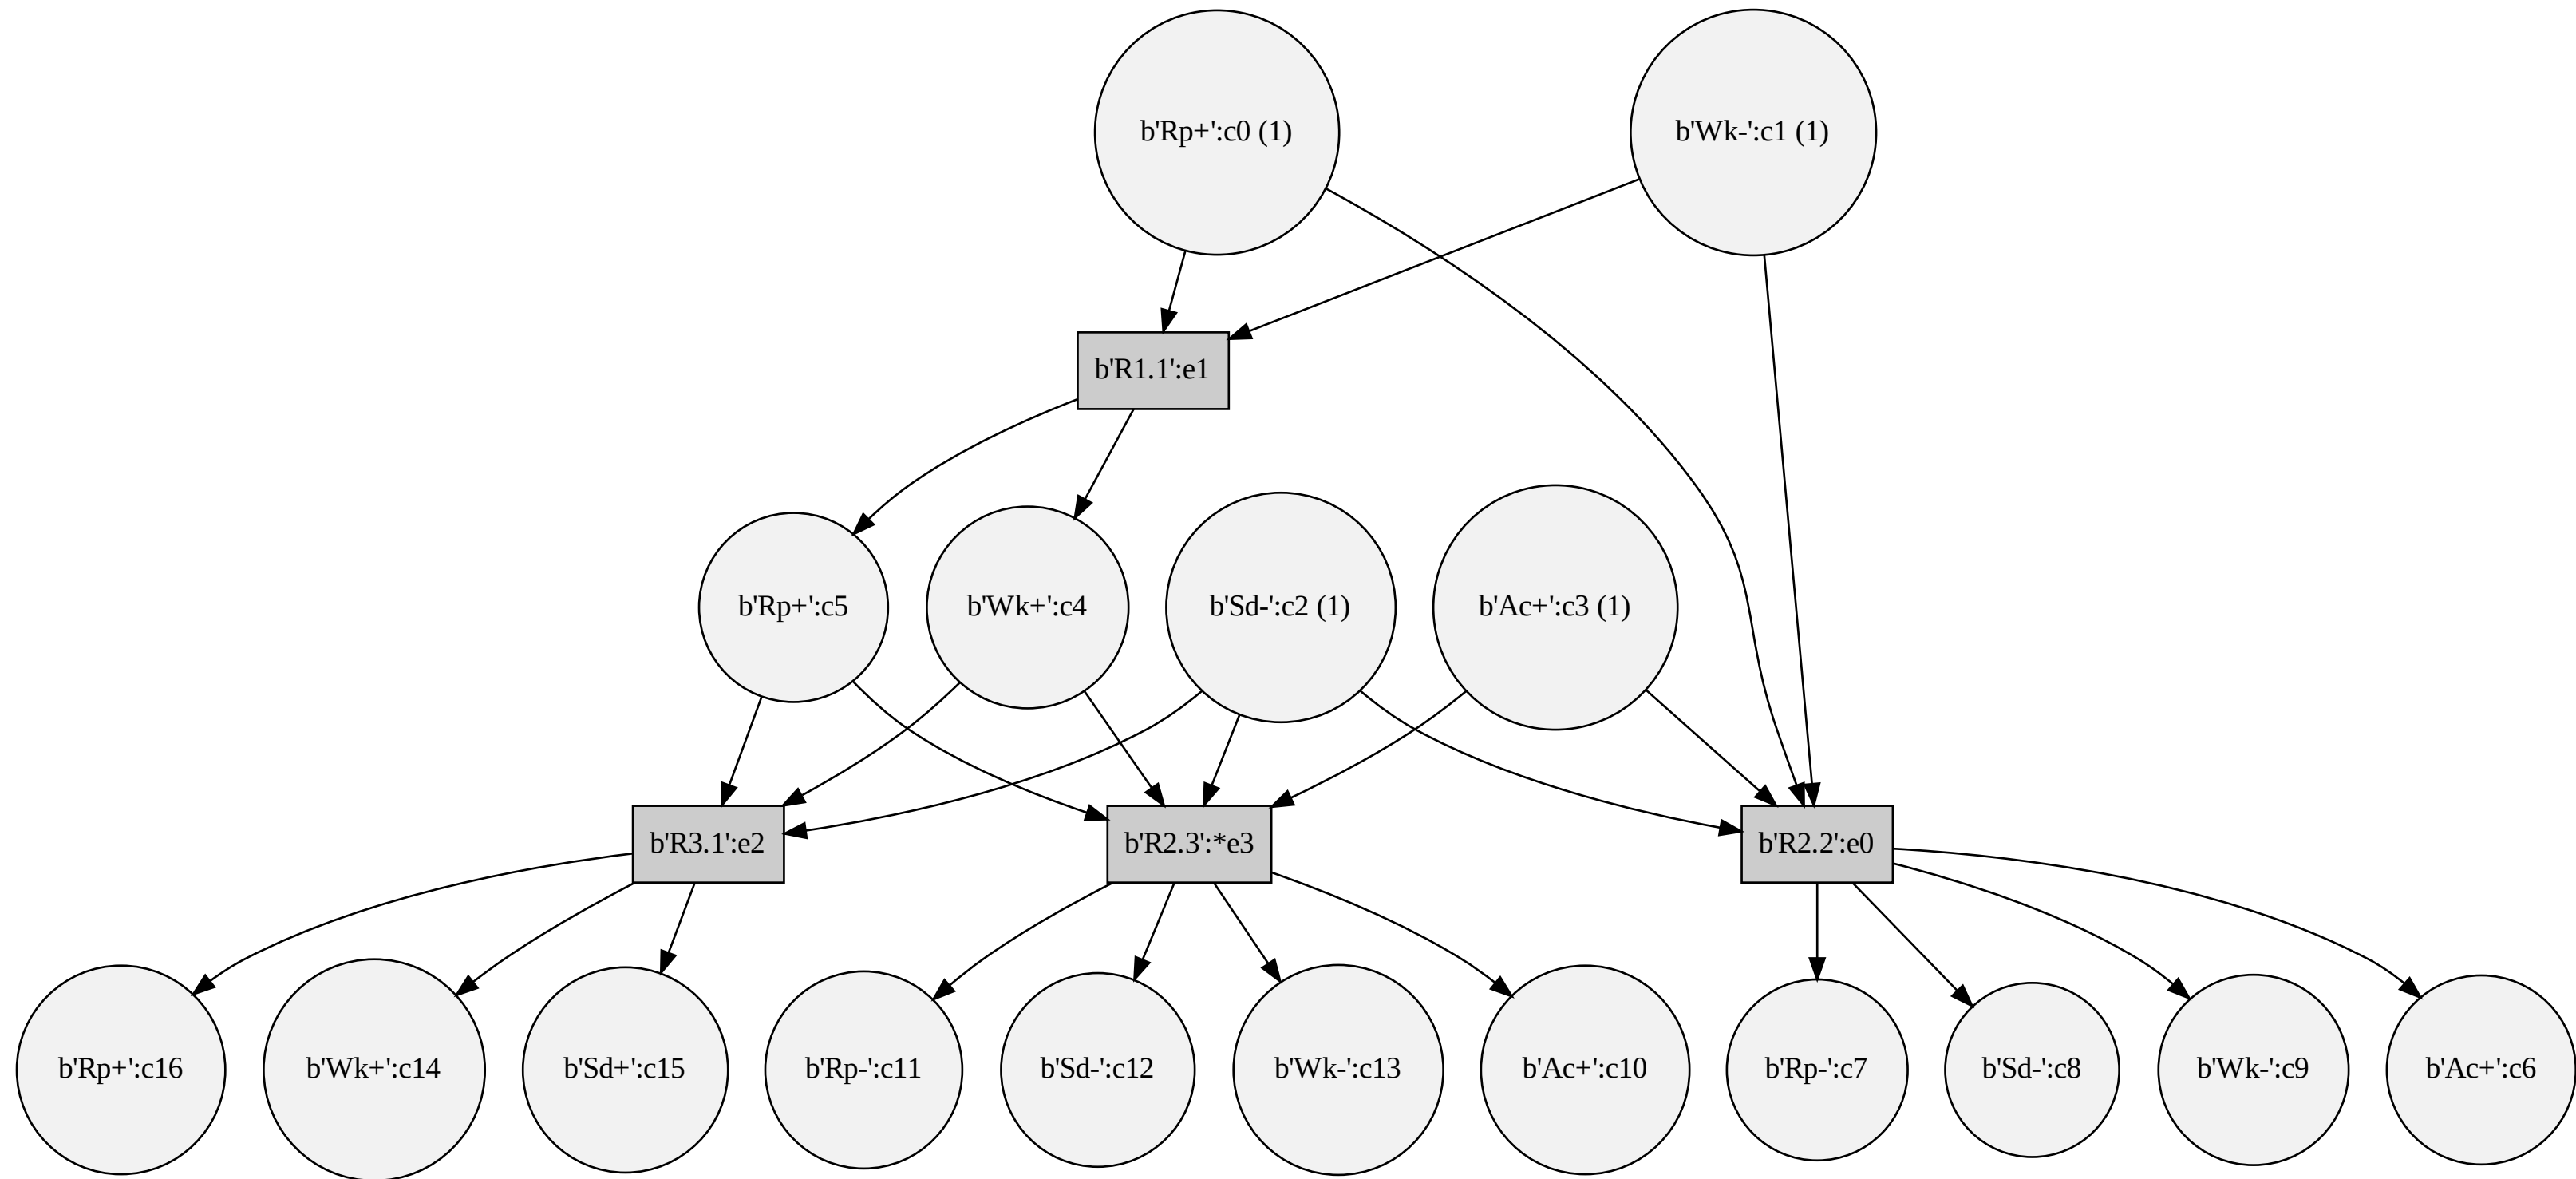 b'Rp+':c0 (1)
b'Wk-':c1 (1)
b'R1.1':e1
b'Rp+':c5
b'Wk+':c4
b'Sd-':c2 (1)
b'Ac+':c3 (1)
b'R3.1':e2
b'R2.3':*e3
b'R2.2':e0
b'Rp+':c16
b'Wk+':c14
b'Sd+':c15
b'Rp-':c11
b'Sd-':c12
b'Wk-':c13
b'Ac+':c10
b'Rp-':c7
b'Sd-':c8
b'Wk-':c9
b'Ac+':c6